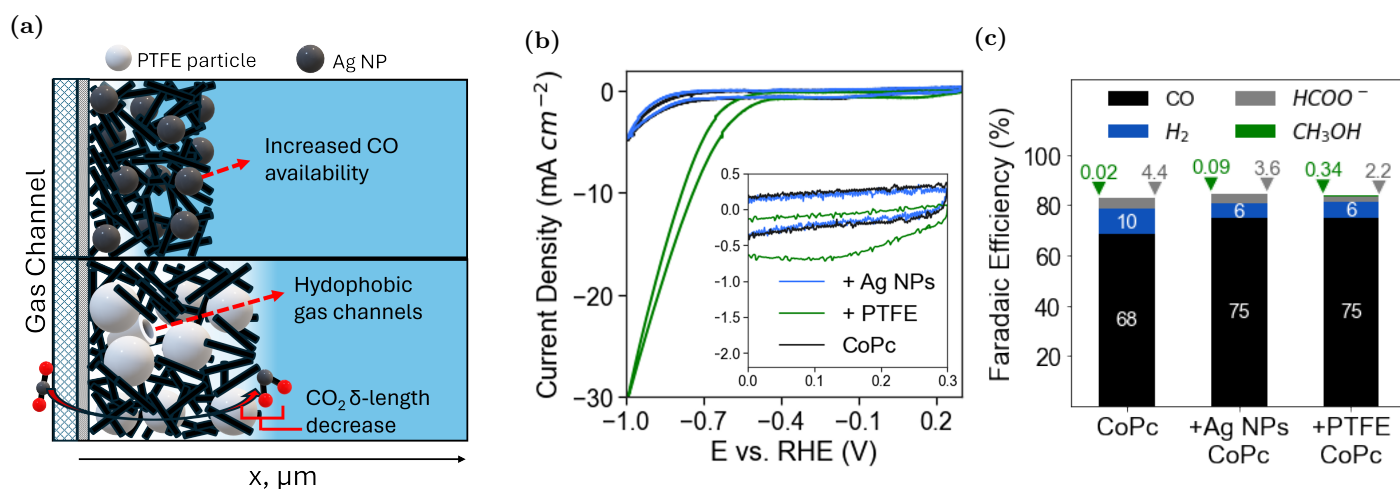 (a)
PTFE particle
Ag NP
Gas Channel
Increased CO
availability
Hydophobic
gas channels
CO2 δ-length
decrease
x, μm
(b)
Current Density (mA cm−2)
0
−10
−20
−30
−1.0
−0.7
−0.4
−0.1
0.2
E vs. RHE (V)
0.5
0.0
−0.5
−1.0
−1.5
−2.0
0.0
0.1
0.2
0.3
+ Ag NPs
+ PTFE
CoPc
(c)
Faradaic Efficiency (%)
100
80
60
40
20
CO
HCOO−
H2
CH3OH
0.02
4.4
0.09
3.6
0.34
2.2
10
6
6
68
75
75
CoPc
+Ag NPs
CoPc
+PTFE
CoPc